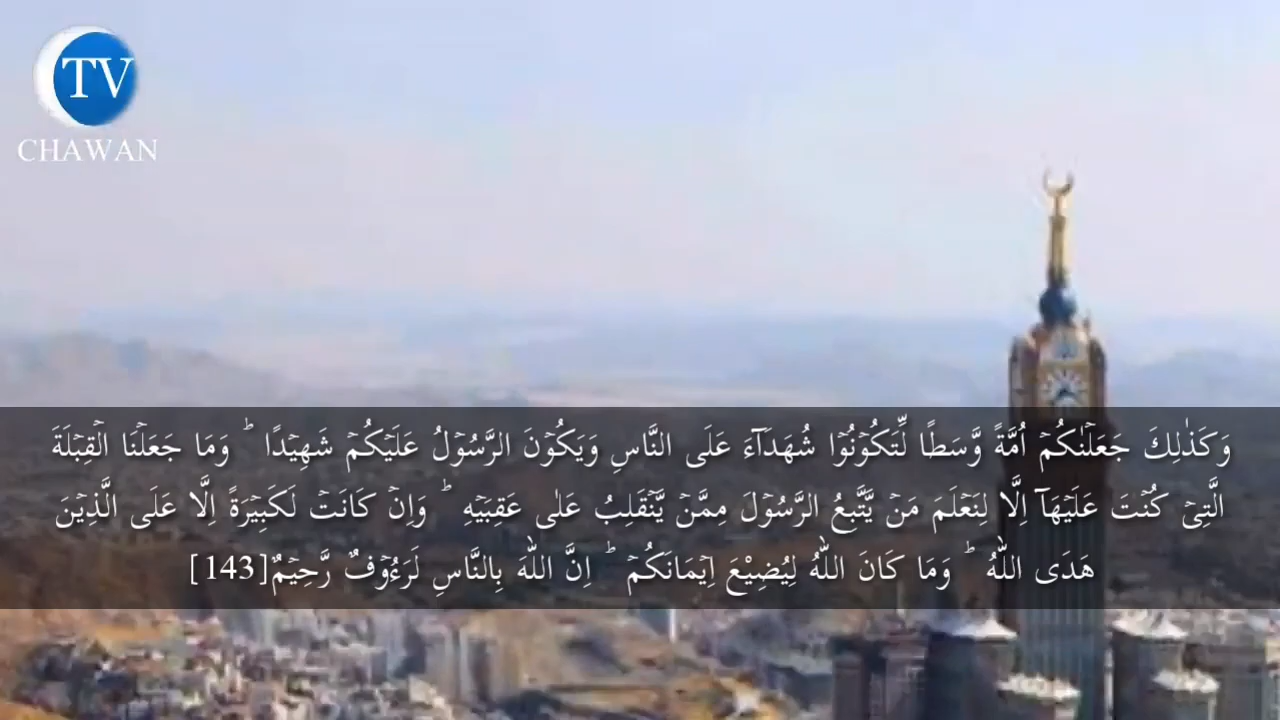 TV
CHAWAN
وَكَذٰلِكَ جَعَلۡنٰكُمۡ اُمَّةً وَّسَطًا لِّتَكُوۡنُوۡا شُهَدَآءَ عَلَى النَّاسِ وَيَكُوۡنَ الرَّسُوۡلُ عَلَيۡكُمۡ شَهِيۡدًا ؕ وَمَا جَعَلۡنَا الۡقِبۡلَةَ
الَّتِىۡ كُنۡتَ عَلَيۡهَآ اِلَّا لِنَعۡلَمَ مَنۡ يَّتَّبِعُ الرَّسُوۡلَ مِمَّنۡ يَّنۡقَلِبُ عَلٰى عَقِبَيۡهِ ؕ وَاِنۡ كَانَتۡ لَكَبِيۡرَةً اِلَّا عَلَى الَّذِيۡنَ
هَدَى اللّٰهُ ؕ وَمَا كَانَ اللّٰهُ لِيُضِيۡعَ اِيۡمَانَكُمۡ ؕ اِنَّ اللّٰهَ بِالنَّاسِ لَرَءُوۡفٌ رَّحِيۡمٌ[143]